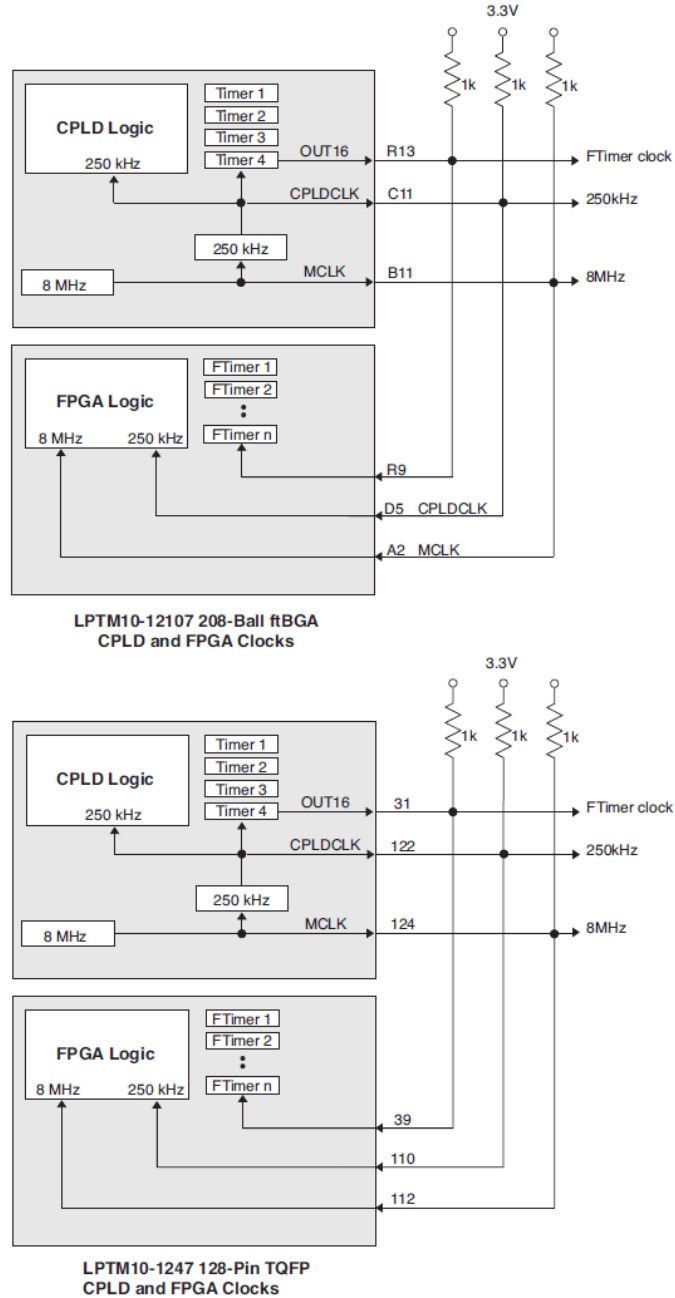 3.3V
1k 1k 1k
Timer 1
Timer 2
Timer 3
Timer 4
CPLD Logic
250 kHz
OUT16 R13 FTimer clock
CPLDCLK C11 250kHz
250 kHz
8 MHz
MCLK B11 8MHz
FTimer 1
FTimer 2
FTimer n
FPGA Logic
8 MHz 250 kHz
R9
D5 CPLDCLK
A2 MCLK
LPTM10-12107 208-Ball ftBGA
CPLD and FPGA Clocks
3.3V
1k 1k 1k
Timer 1
Timer 2
Timer 3
Timer 4
CPLD Logic
250 kHz
OUT16 31 FTimer clock
CPLDCLK 122 250kHz
250 kHz
8 MHz
MCLK 124 8MHz
FTimer 1
FTimer 2
FTimer n
FPGA Logic
8 MHz 250 kHz
39
110
112
LPTM10-1247 128-Pin TQFP
CPLD and FPGA Clocks